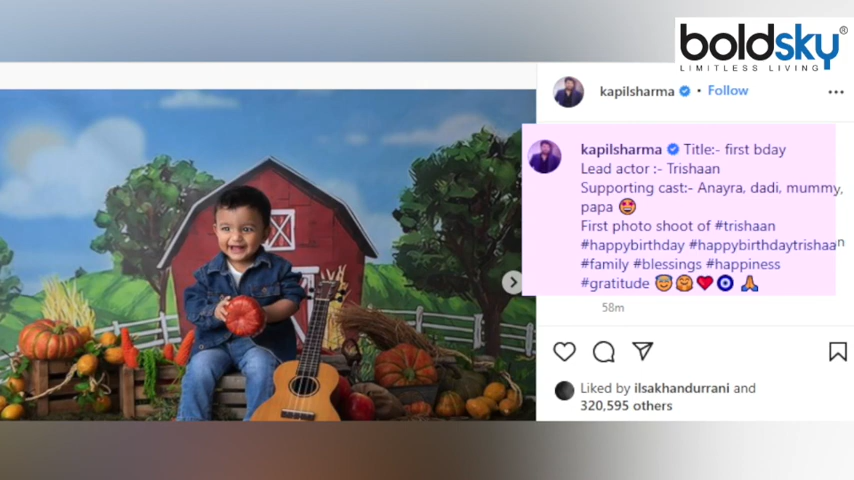 boldsky®
LIMITLESS LIVING
kapilsharma • Follow
kapilsharma Title:- first bday
Lead actor :- Trishaan
Supporting cast:- Anayra, dadi, mummy,
papa 🤩
First photo shoot of #trishaan
#happybirthday #happybirthdaytrishaan
#family #blessings #happiness
#gratitude 😇🤗❤️🧿 🙏
58m
Liked by ilsakhandurrani and
320,595 others